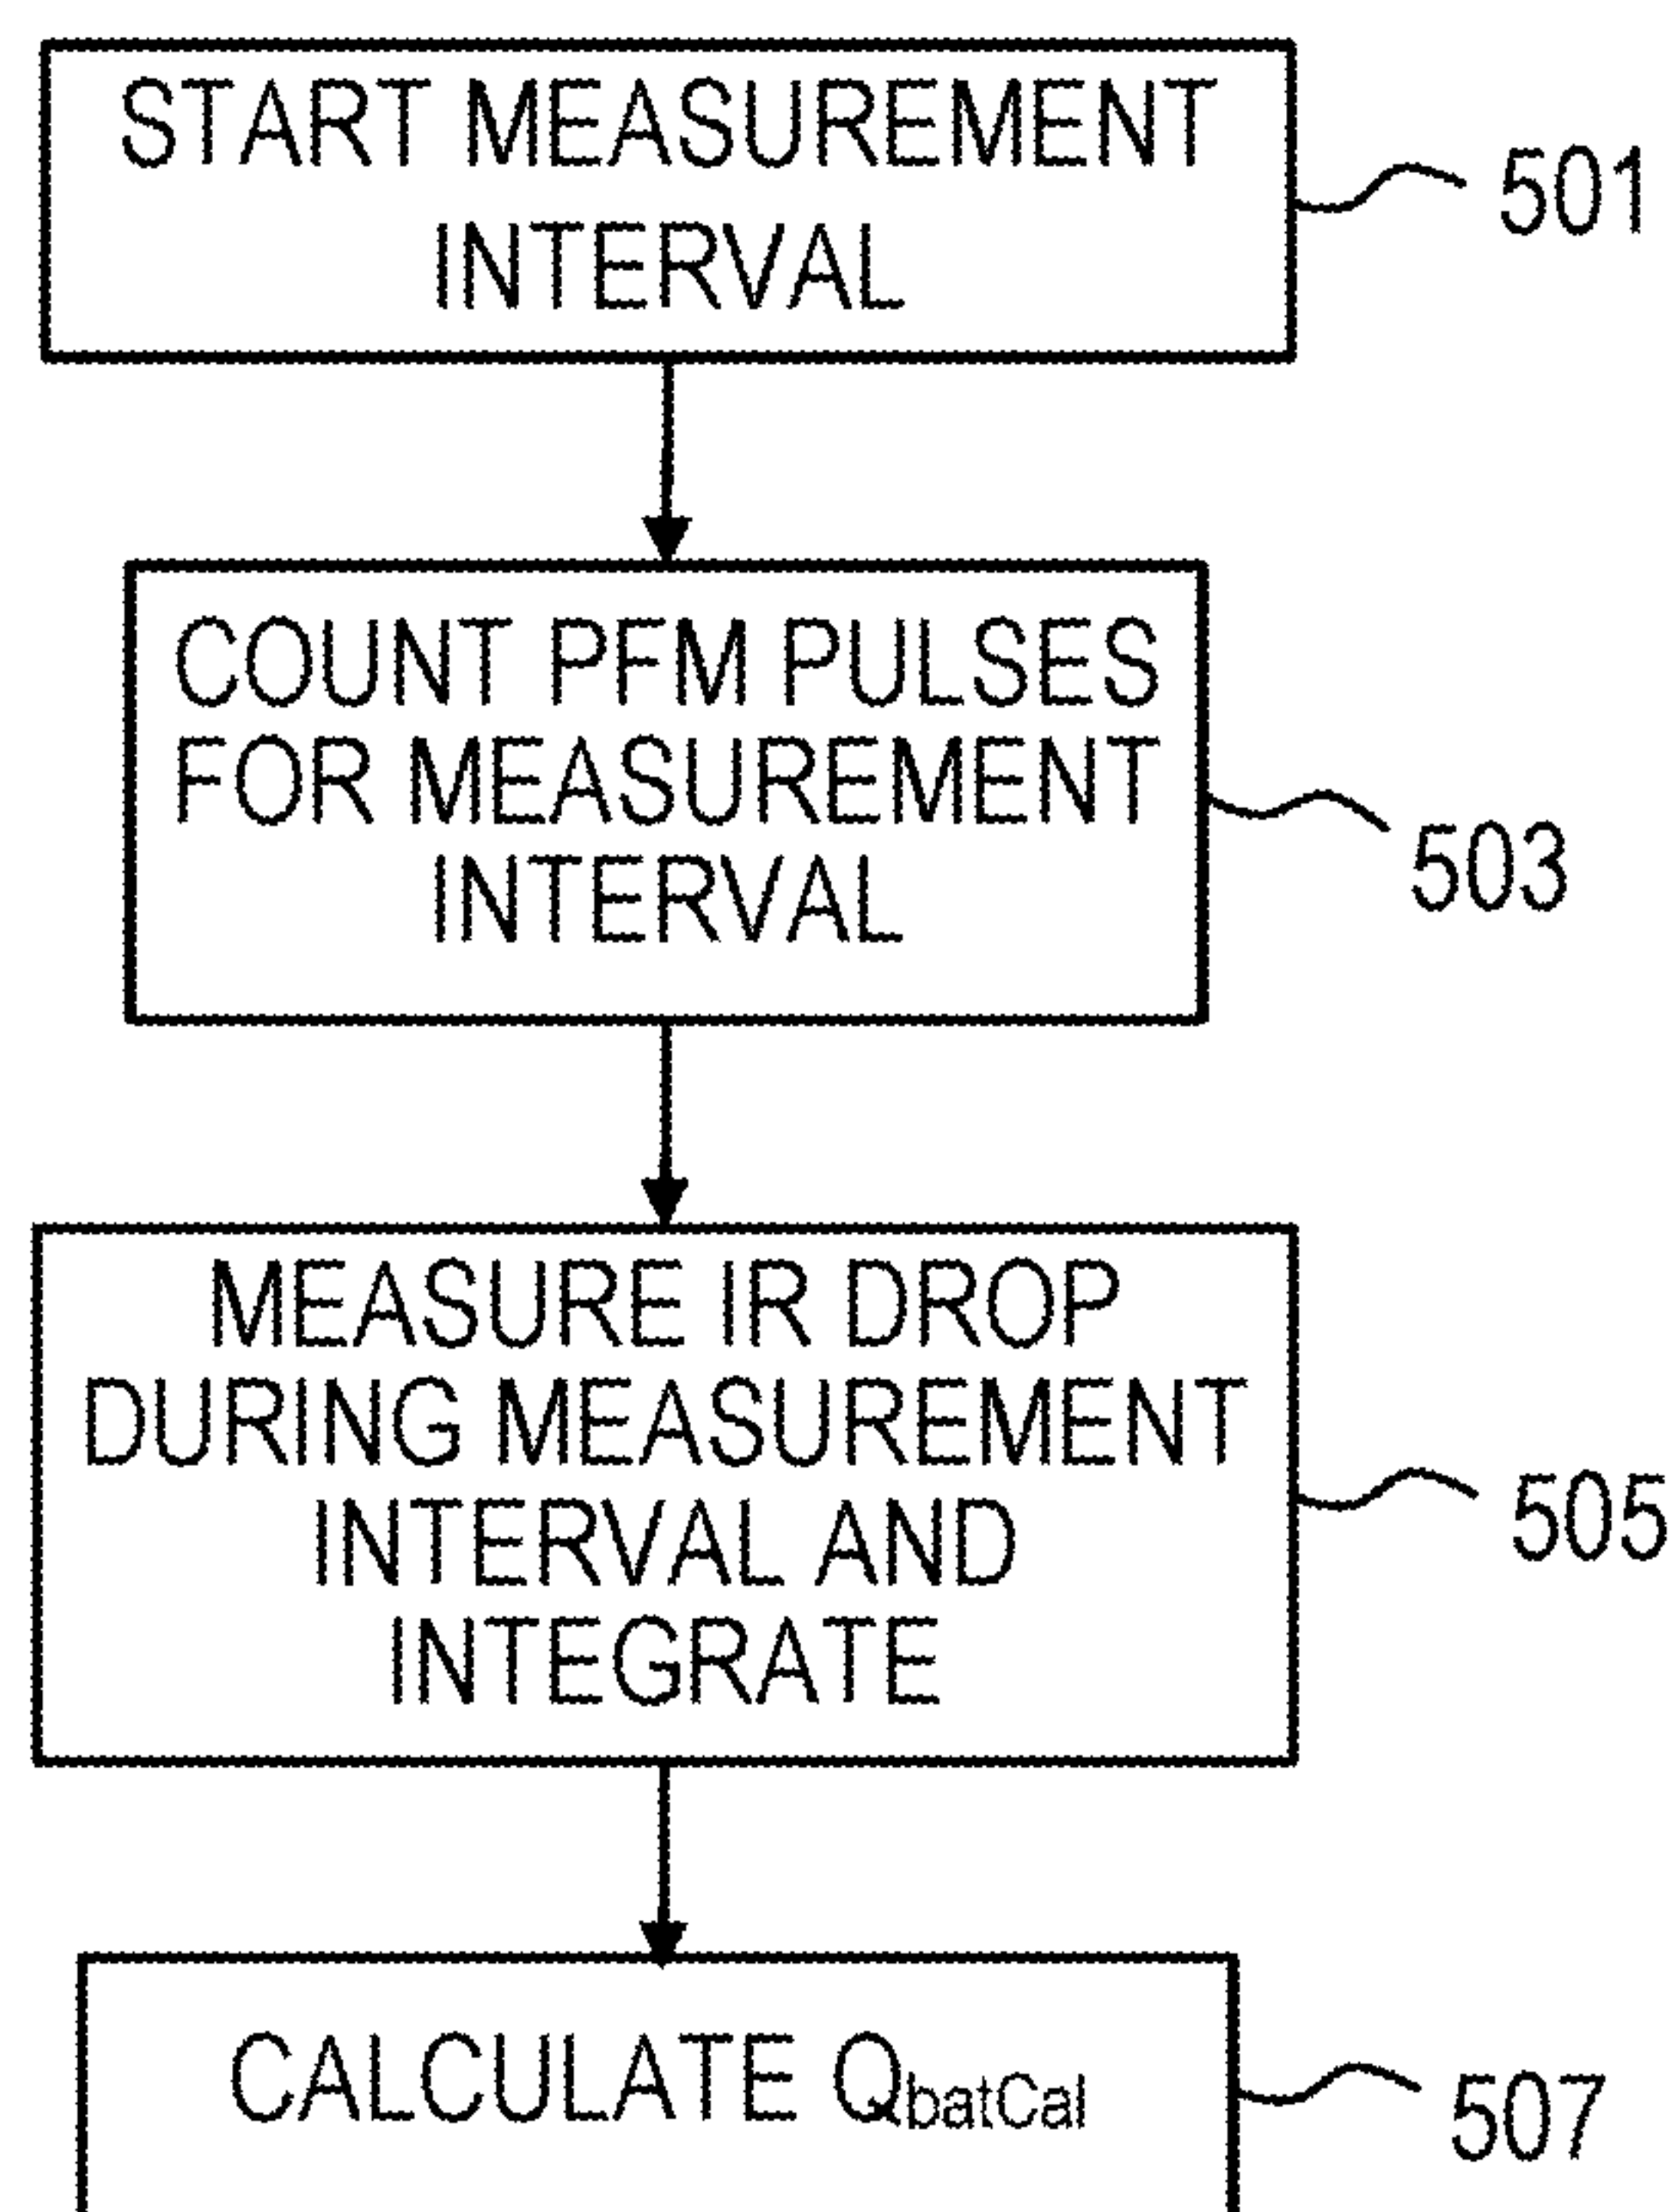 START MEASUREMENT
INTERVAL
501
COUNT PFM PULSES
FOR MEASUREMENT
INTERVAL
503
MEASURE IR DROP
DURING MEASUREMENT
INTERVAL AND
INTEGRATE
505
CALCULATE QbatCal
507